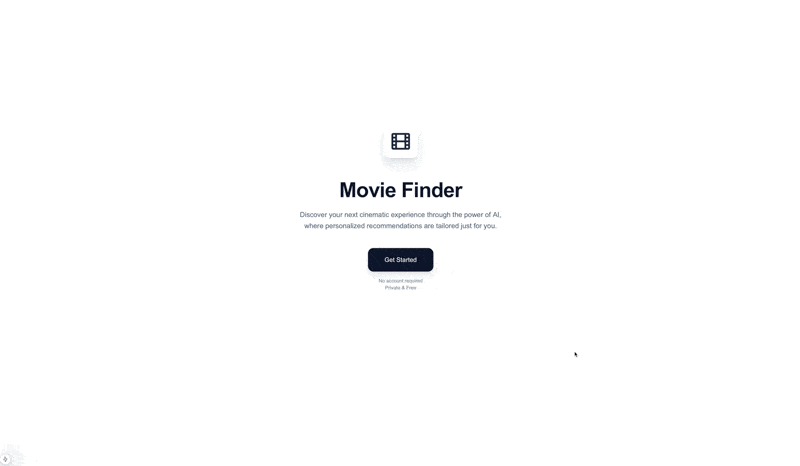 Movie Finder
Discover your next cinematic experience through the power of AI,
where personalized recommendations are tailored just for you.
Get Started
No account required
Private & Free